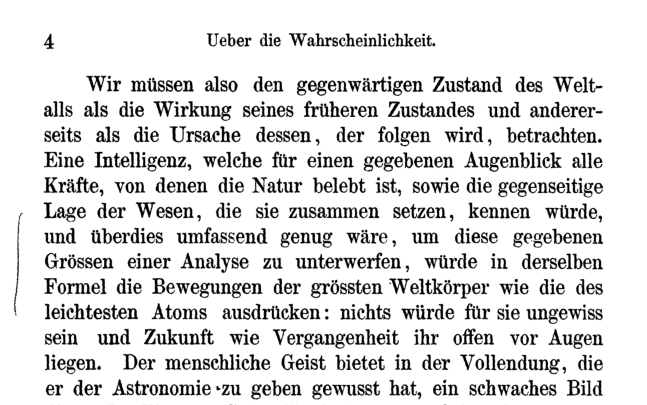 4 Ueber die Wahrscheinlichkeit.
Wir müssen also den gegenwärtigen Zustand des Welt-
alls als die Wirkung seines früheren Zustandes und anderer-
seits als die Ursache dessen, der folgen wird, betrachten.
Eine Intelligenz, welche für einen gegebenen Augenblick alle
Kräfte, von denen die Natur belebt ist, sowie die gegenseitige
Lage der Wesen, die sie zusammen setzen, kennen würde,
und überdies umfassend genug wäre, um diese gegebenen
Grössen einer Analyse zu unterwerfen, würde in derselben
Formel die Bewegungen der grössten Weltkörper wie die des
leichtesten Atoms ausdrücken: nichts würde für sie ungewiss
sein und Zukunft wie Vergangenheit ihr offen vor Augen
liegen. Der menschliche Geist bietet in der Vollendung, die
er der Astronomie zu geben gewusst hat, ein schwaches Bild